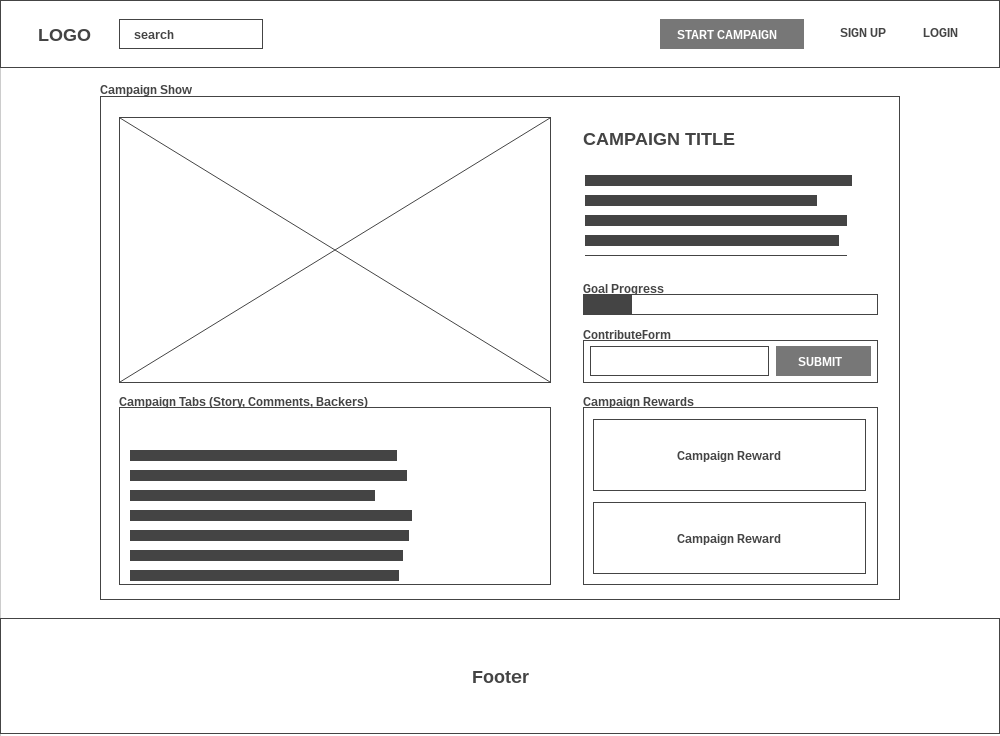 LOGO
search
START CAMPAIGN
SIGN UP
LOGIN
Campaign Show
CAMPAIGN TITLE
Goal Progress
ContributeForm
SUBMIT
Campaign Tabs (Story, Comments, Backers)
Campaign Rewards
Campaign Reward
Campaign Reward
Footer